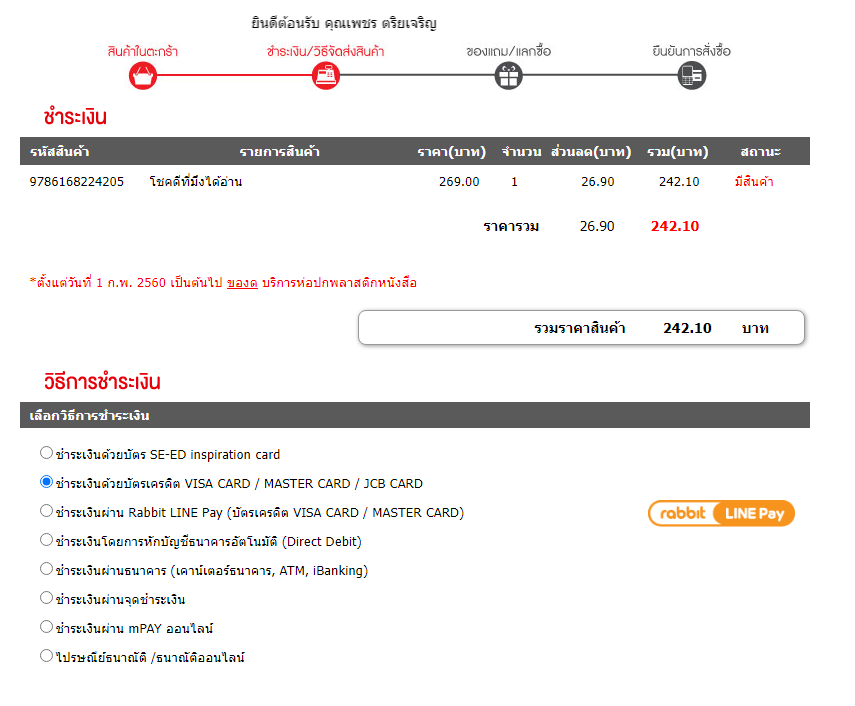 ยินดีต้อนรับ คุณเพชร ตรียเจริญ
สินค้าในตะกร้า ชำระเงิน/วิธีจัดส่งสินค้า ของแถม/แลกซื้อ ยืนยันการสั่งซื้อ
ชำระเงิน
รหัสสินค้า รายการสินค้า ราคา(บาท) จำนวน ส่วนลด(บาท) รวม(บาท) สถานะ
9786168224205 โชคดีที่มึงได้อ่าน 269.00 1 26.90 242.10 มีสินค้า
ราคารวม 26.90 242.10
*ตั้งแต่วันที่ 1 ก.พ. 2560 เป็นต้นไป ของด บริการห่อปกพลาสติกหนังสือ
รวมราคาสินค้า 242.10 บาท
วิธีการชำระเงิน
เลือกวิธีการชำระเงิน
ชำระเงินด้วยบัตร SE-ED inspiration card
ชำระเงินด้วยบัตรเครดิต VISA CARD / MASTER CARD / JCB CARD
ชำระเงินผ่าน Rabbit LINE Pay (บัตรเครดิต VISA CARD / MASTER CARD) rabbit LINE Pay
ชำระเงินโดยการหักบัญชีธนาคารอัตโนมัติ (Direct Debit)
ชำระเงินผ่านธนาคาร (เคาน์เตอร์ธนาคาร, ATM, iBanking)
ชำระเงินผ่านจุดชำระเงิน
ชำระเงินผ่าน mPAY ออนไลน์
ไปรษณีย์ธนาณัติ /ธนาณัติออนไลน์